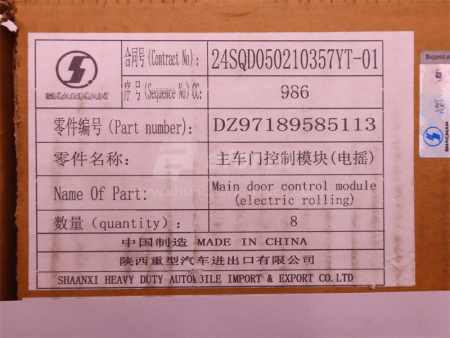 合同号(Contract No): 24SQD050210357YT-01
SHACMAN 序号(Sequence No)CC: 986
零件编号(Part number): DZ97189585113
零件名称: 主车门控制模块(电摇)
Name Of Part: Main door control module
(electric rolling)
数量(quantity): 8
中国制造 MADE IN CHINA
陕西重型汽车进出口有限公司
SHAANXI HEAVY DUTY AUTOMOBILE IMPORT & EXPORT CO.LTD